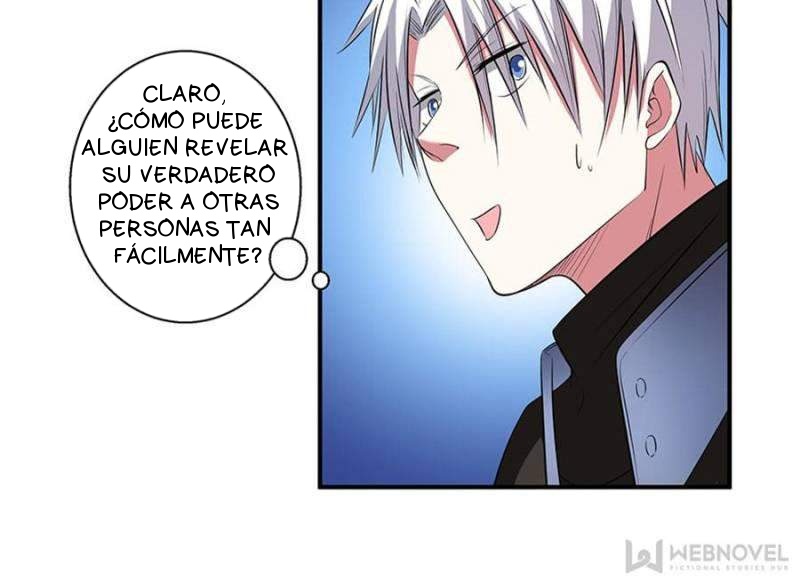 CLARO,
¿CÓMO PUEDE
ALGUIEN REVELAR
SU VERDADERO
PODER A OTRAS
PERSONAS TAN
FÁCILMENTE?
WEBNOVEL
FICTIONAL STORIES HUB